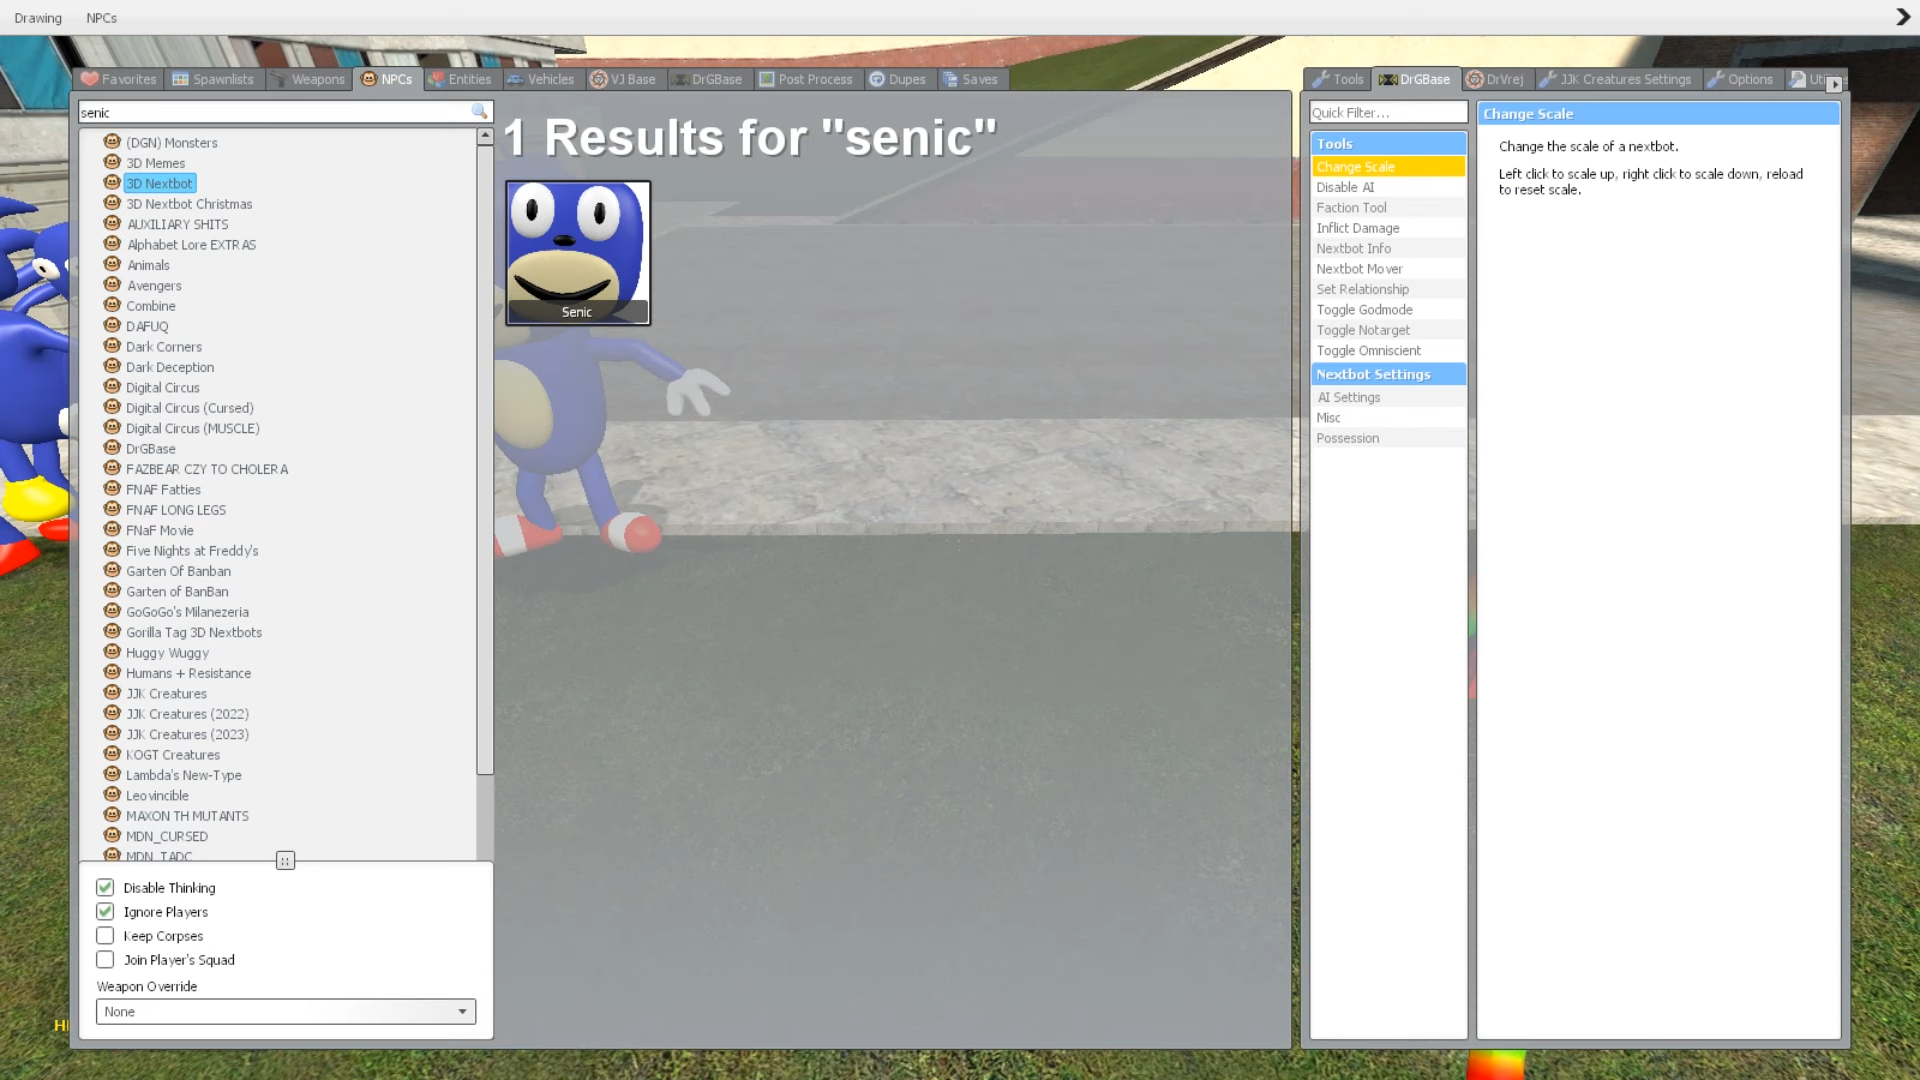 Drawing NPCs
Favorites Spawnlists Weapons NPCs Entities Vehicles VJ Base DrGBase Post Process Dupes Saves
senic
(DGN) Monsters
3D Memes
3D Nextbot
3D Nextbot Christmas
AUXILIARY SHITS
Alphabet Lore EXTRAS
Animals
Avengers
Combine
DAFUQ
Dark Corners
Dark Deception
Digital Circus
Digital Circus (Cursed)
Digital Circus (MUSCLE)
DrGBase
FAZBEAR CZY TO CHOLERA
FNAF Fatties
FNAF LONG LEGS
FNaF Movie
Five Nights at Freddy's
Garten Of Banban
Garten of BanBan
GoGoGo's Milanezeria
Gorilla Tag 3D Nextbots
Huggy Wuggy
Humans + Resistance
JJK Creatures
JJK Creatures (2022)
JJK Creatures (2023)
KOGT Creatures
Lambda's New-Type
Leovincible
MAXON TH MUTANTS
MDN_CURSED
MDN_TADC
Disable Thinking
Ignore Players
Keep Corpses
Join Player's Squad
Weapon Override
None
1 Results for "senic"
Senic
Tools DrGBase DrVrej JJK Creatures Settings Options
Quick Filter...
Tools
Change Scale
Disable AI
Faction Tool
Inflict Damage
Nextbot Info
Nextbot Mover
Set Relationship
Toggle Godmode
Toggle Notarget
Toggle Omniscient
Nextbot Settings
AI Settings
Misc
Possession
Change Scale
Change the scale of a nextbot.
Left click to scale up, right click to scale down, reload
to reset scale.